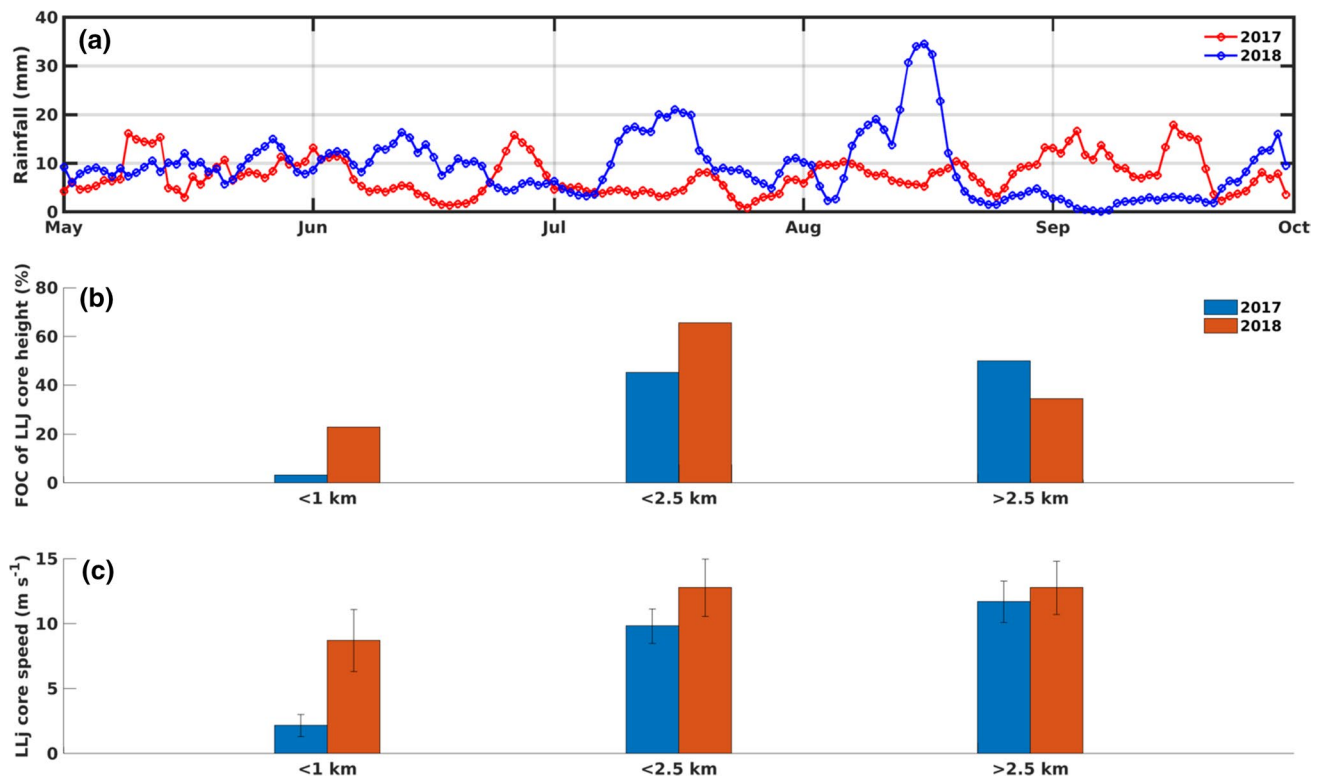 (a)
Rainfall (mm)
40
30
20
10
0
2017
2018
May Jun Jul Aug Sep Oct
(b)
FOC of LLJ core height (%)
80
60
40
20
0
2017
2018
<1 km <2.5 km >2.5 km
(c)
LLj core speed (m s⁻¹)
15
10
5
0
<1 km <2.5 km >2.5 km